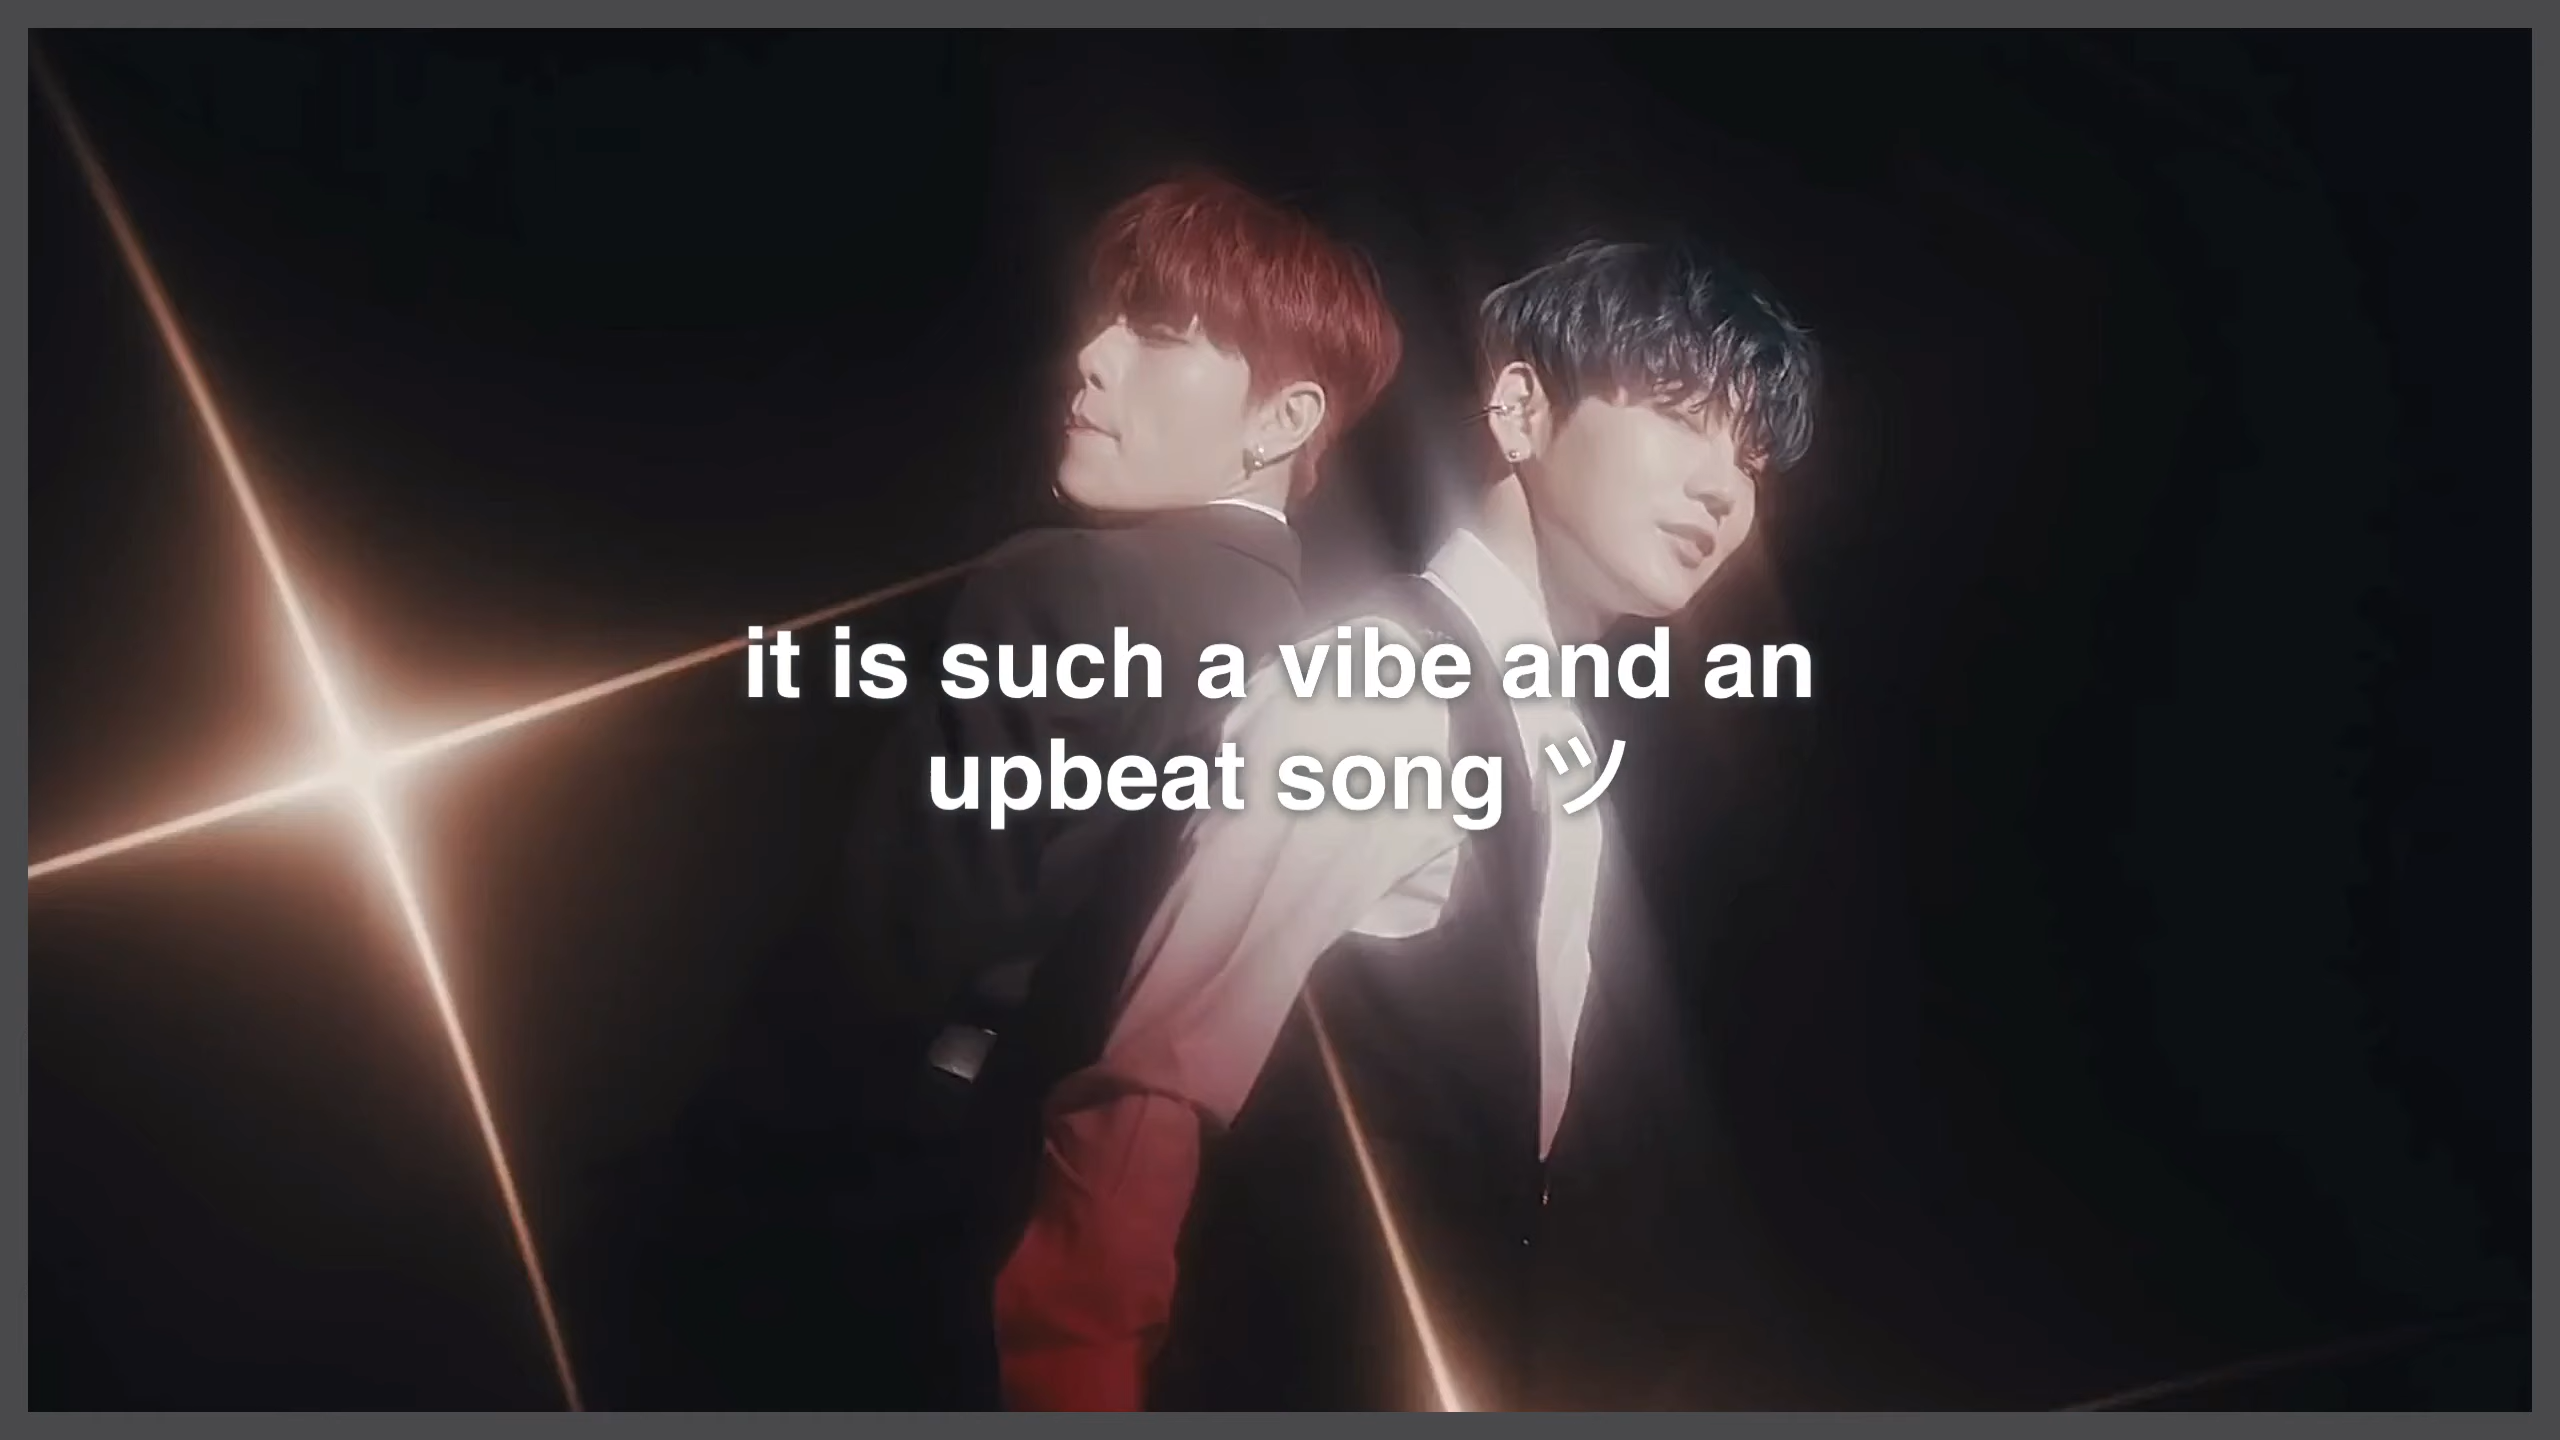 it is such a vibe and an
upbeat song ツ